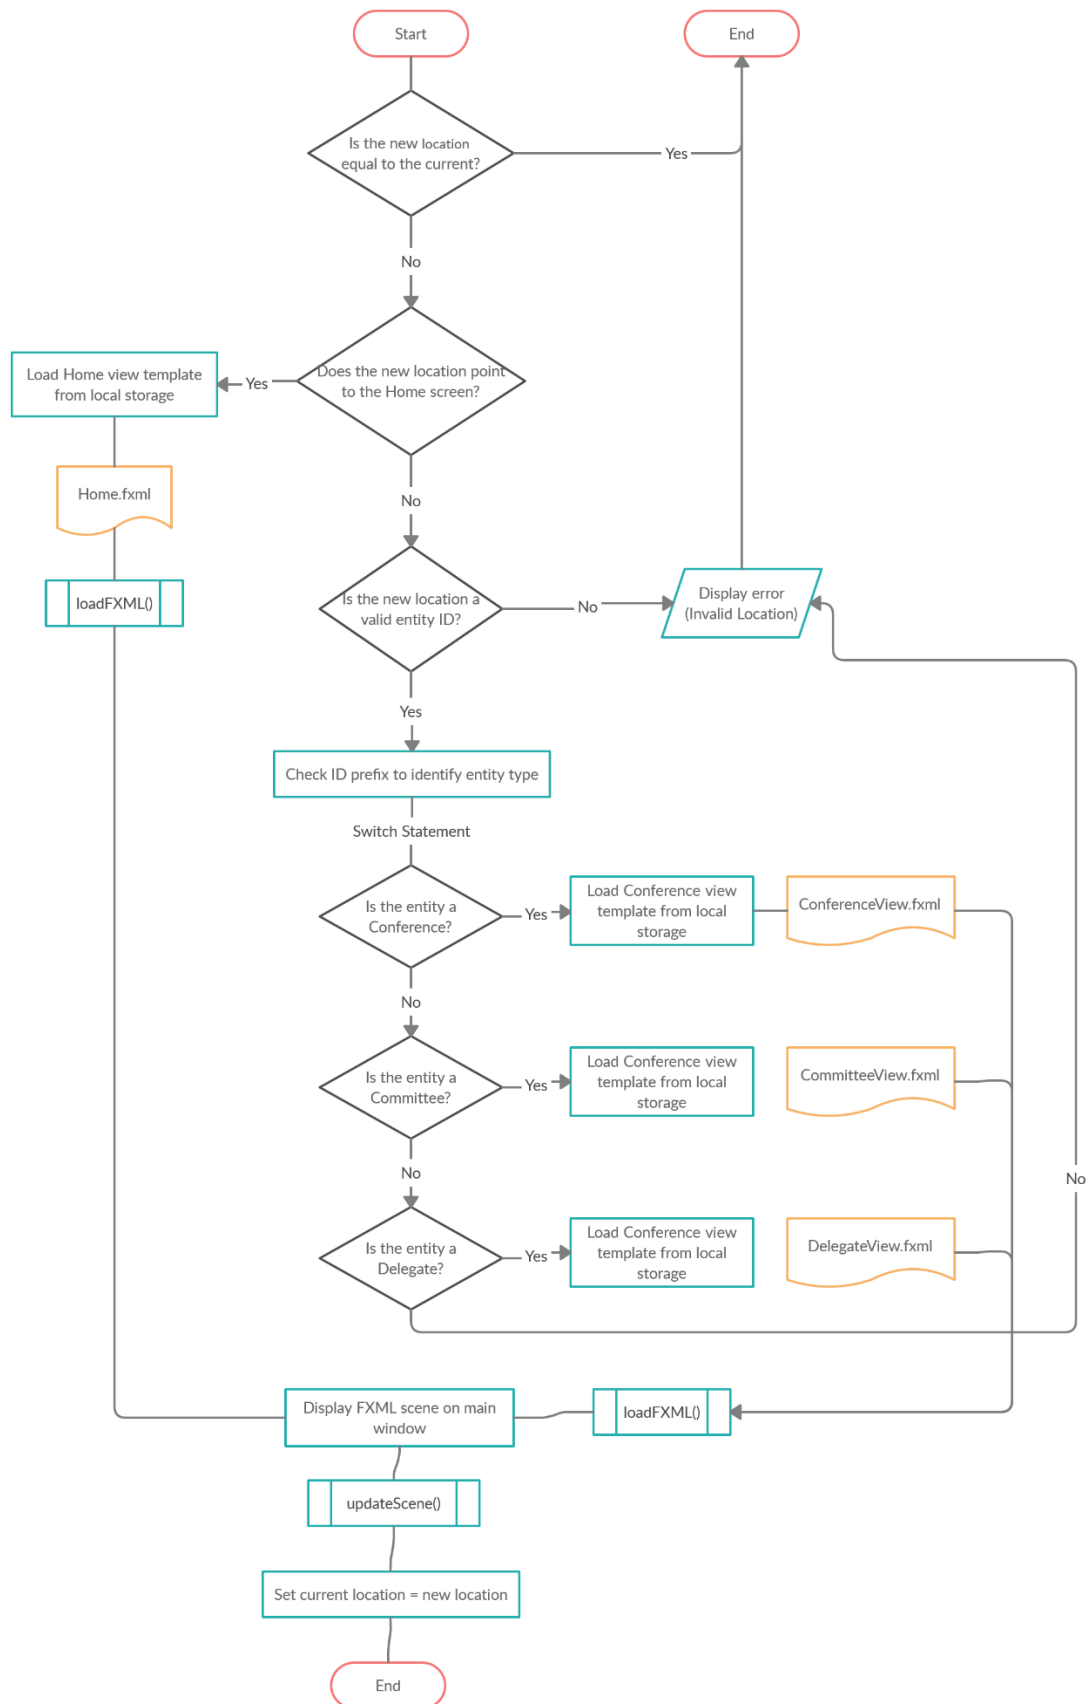 Start
End
Is the new location
equal to the current?
Yes
No
Does the new location point
to the Home screen?
Yes
Load Home view template
from local storage
No
Home.fxml
loadFXML()
Is the new location a
valid entity ID?
No
Display error
(Invalid Location)
Yes
Check ID prefix to identify entity type
Switch Statement
Is the entity a
Conference?
Yes
Load Conference view
template from local
storage
ConferenceView.fxml
No
Is the entity a
Committee?
Yes
Load Conference view
template from local
storage
CommitteeView.fxml
No
No
Is the entity a
Delegate?
Yes
Load Conference view
template from local
storage
DelegateView.fxml
Display FXML scene on main
window
loadFXML()
updateScene()
Set current location = new location
End